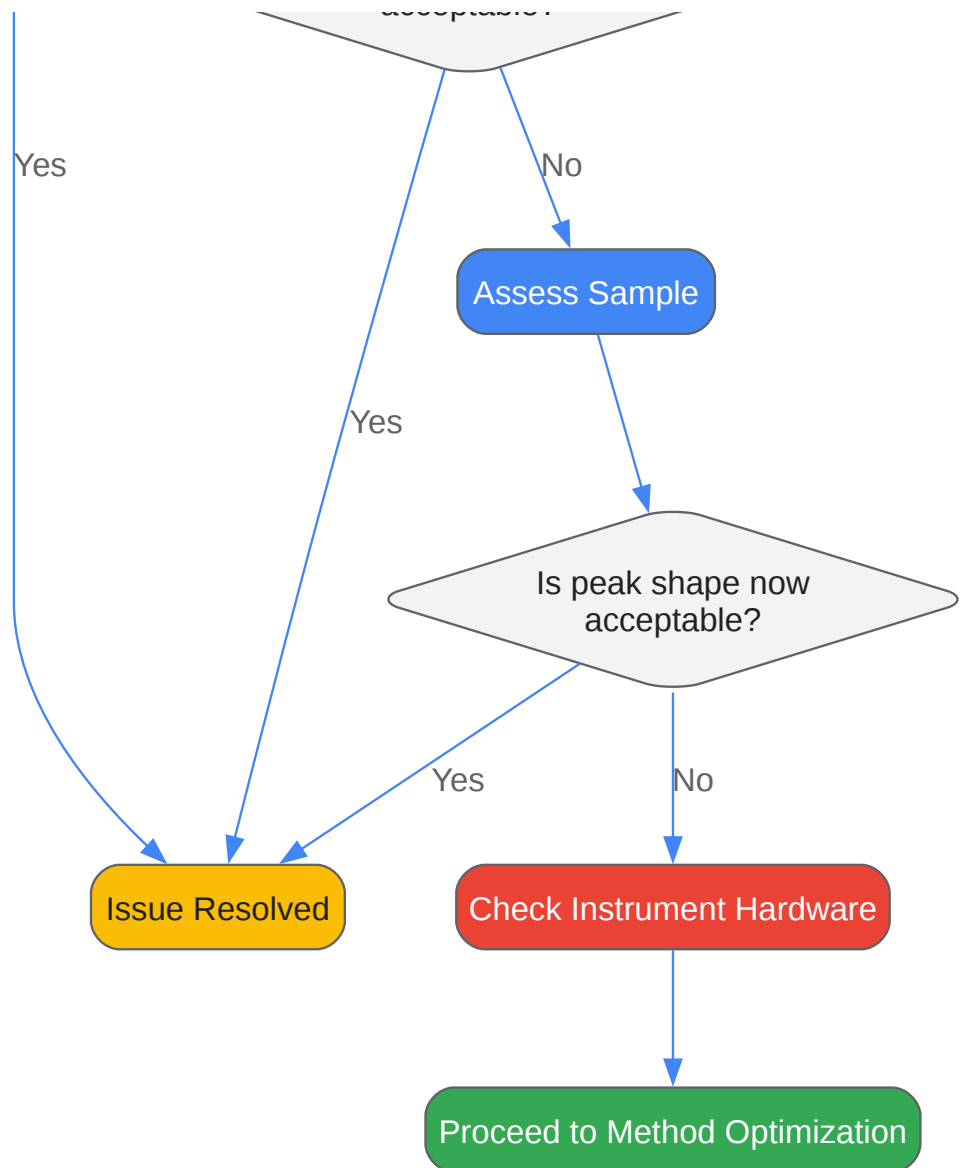 acceptable?
Yes
No
Assess Sample
Yes
Is peak shape now
acceptable?
Yes
No
Issue Resolved
Check Instrument Hardware
Proceed to Method Optimization